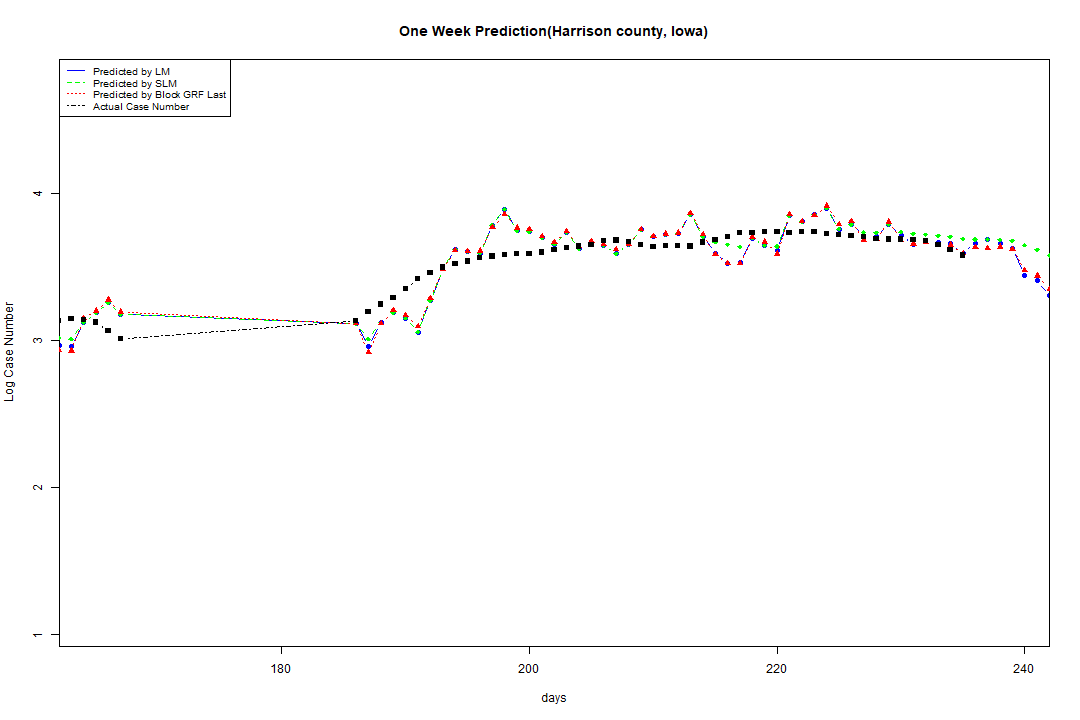 One Week Prediction(Harrison county, Iowa)
Predicted by LM
Predicted by SLM
Predicted by Block GRF Last
Actual Case Number
4
3
2
1
Log Case Number
180 200 220 240
days